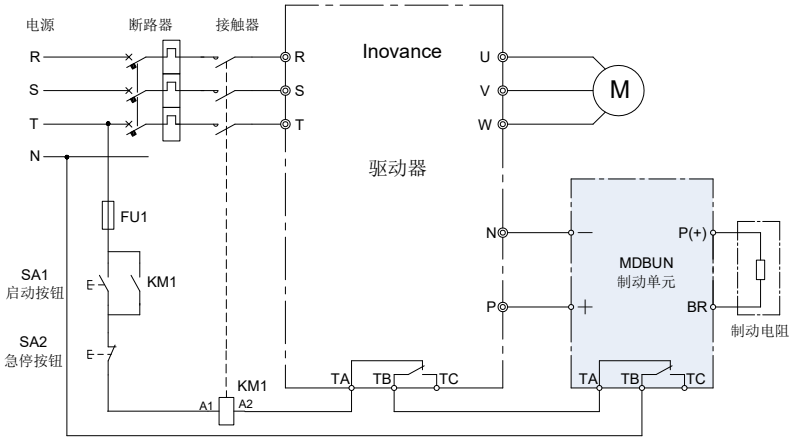 电源
断路器
接触器
R
R
Inovance
U
S
S
V
M
T
T
W
N
驱动器
FU1
N
—
P(+)
MDBUN
制动单元
SA1
启动按钮
KM1
P
+
BR
制动电阻
SA2
急停按钮
E
E
TA
TB
TC
TA
TB
TC
KM1
A1
A2